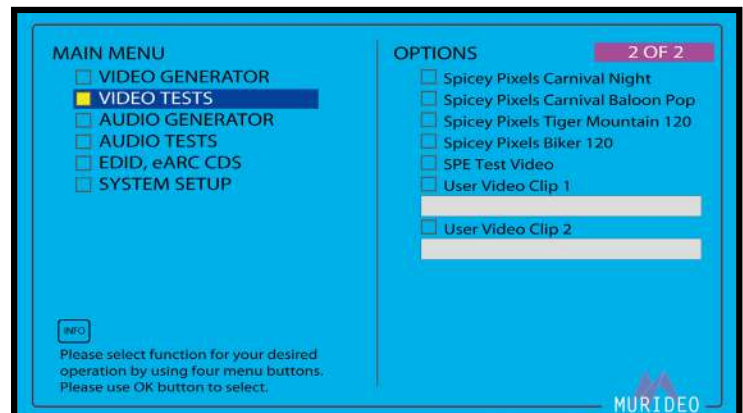 MAIN MENU
VIDEO GENERATOR
VIDEO TESTS
AUDIO GENERATOR
AUDIO TESTS
EDID, eARC CDS
SYSTEM SETUP
INFO
Please select function for your desired
operation by using four menu buttons.
Please use OK button to select.
OPTIONS
2 OF 2
Spicey Pixels Carnival Night
Spicey Pixels Carnival Baloon Pop
Spicey Pixels Tiger Mountain 120
Spicey Pixels Biker 120
SPE Test Video
User Video Clip 1
User Video Clip 2
MURIDEO